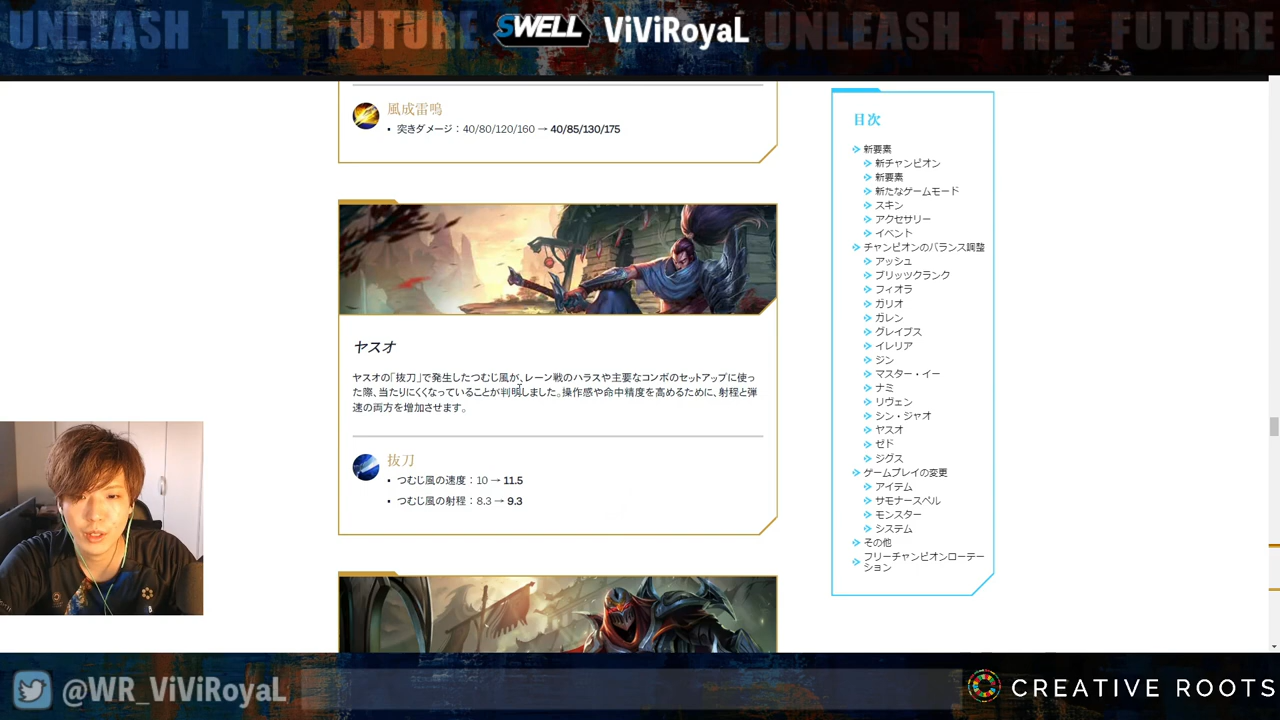 UNLEASH THE FUTURE
SWELL ViViRoyaL
UNLEASH THE FUTURE
風成雷鳴
• 突きダメージ：40/80/120/160 → 40/85/130/175
ヤスオ
ヤスオの「抜刀」で発生したつむじ風が、レーン戦のハラスや主要なコンボのセットアップに使っ
た際、当たりにくくなっていることが判明しました。操作感や命中精度を高めるために、射程と弾
速の両方を増加させます。
抜刀
• つむじ風の速度：10 → 11.5
• つむじ風の射程：8.3 → 9.3
目次
新要素
新チャンピオン
新要素
新たなゲームモード
スキン
アクセサリー
イベント
チャンピオンのバランス調整
アッシュ
ブリッツクランク
フィオラ
ガリオ
ガレン
グレイブス
イレリア
ジン
マスター・イー
ナミ
リヴェン
シン・ジャオ
ヤスオ
ゼド
ジグス
ゲームプレイの変更
アイテム
サモナースペル
モンスター
システム
その他
フリーチャンピオンローテー
ション
@WR_ViViRoyaL
CREATIVE ROOTS